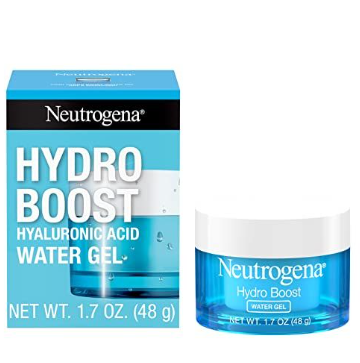 Neutrogena®
HYDRO
BOOST
HYALURONIC ACID
WATER GEL
NET WT. 1.7 OZ. (48 g)
Neutrogena®
Hydro Boost
WATER GEL
NET WT. 1.7 OZ. (48 g)